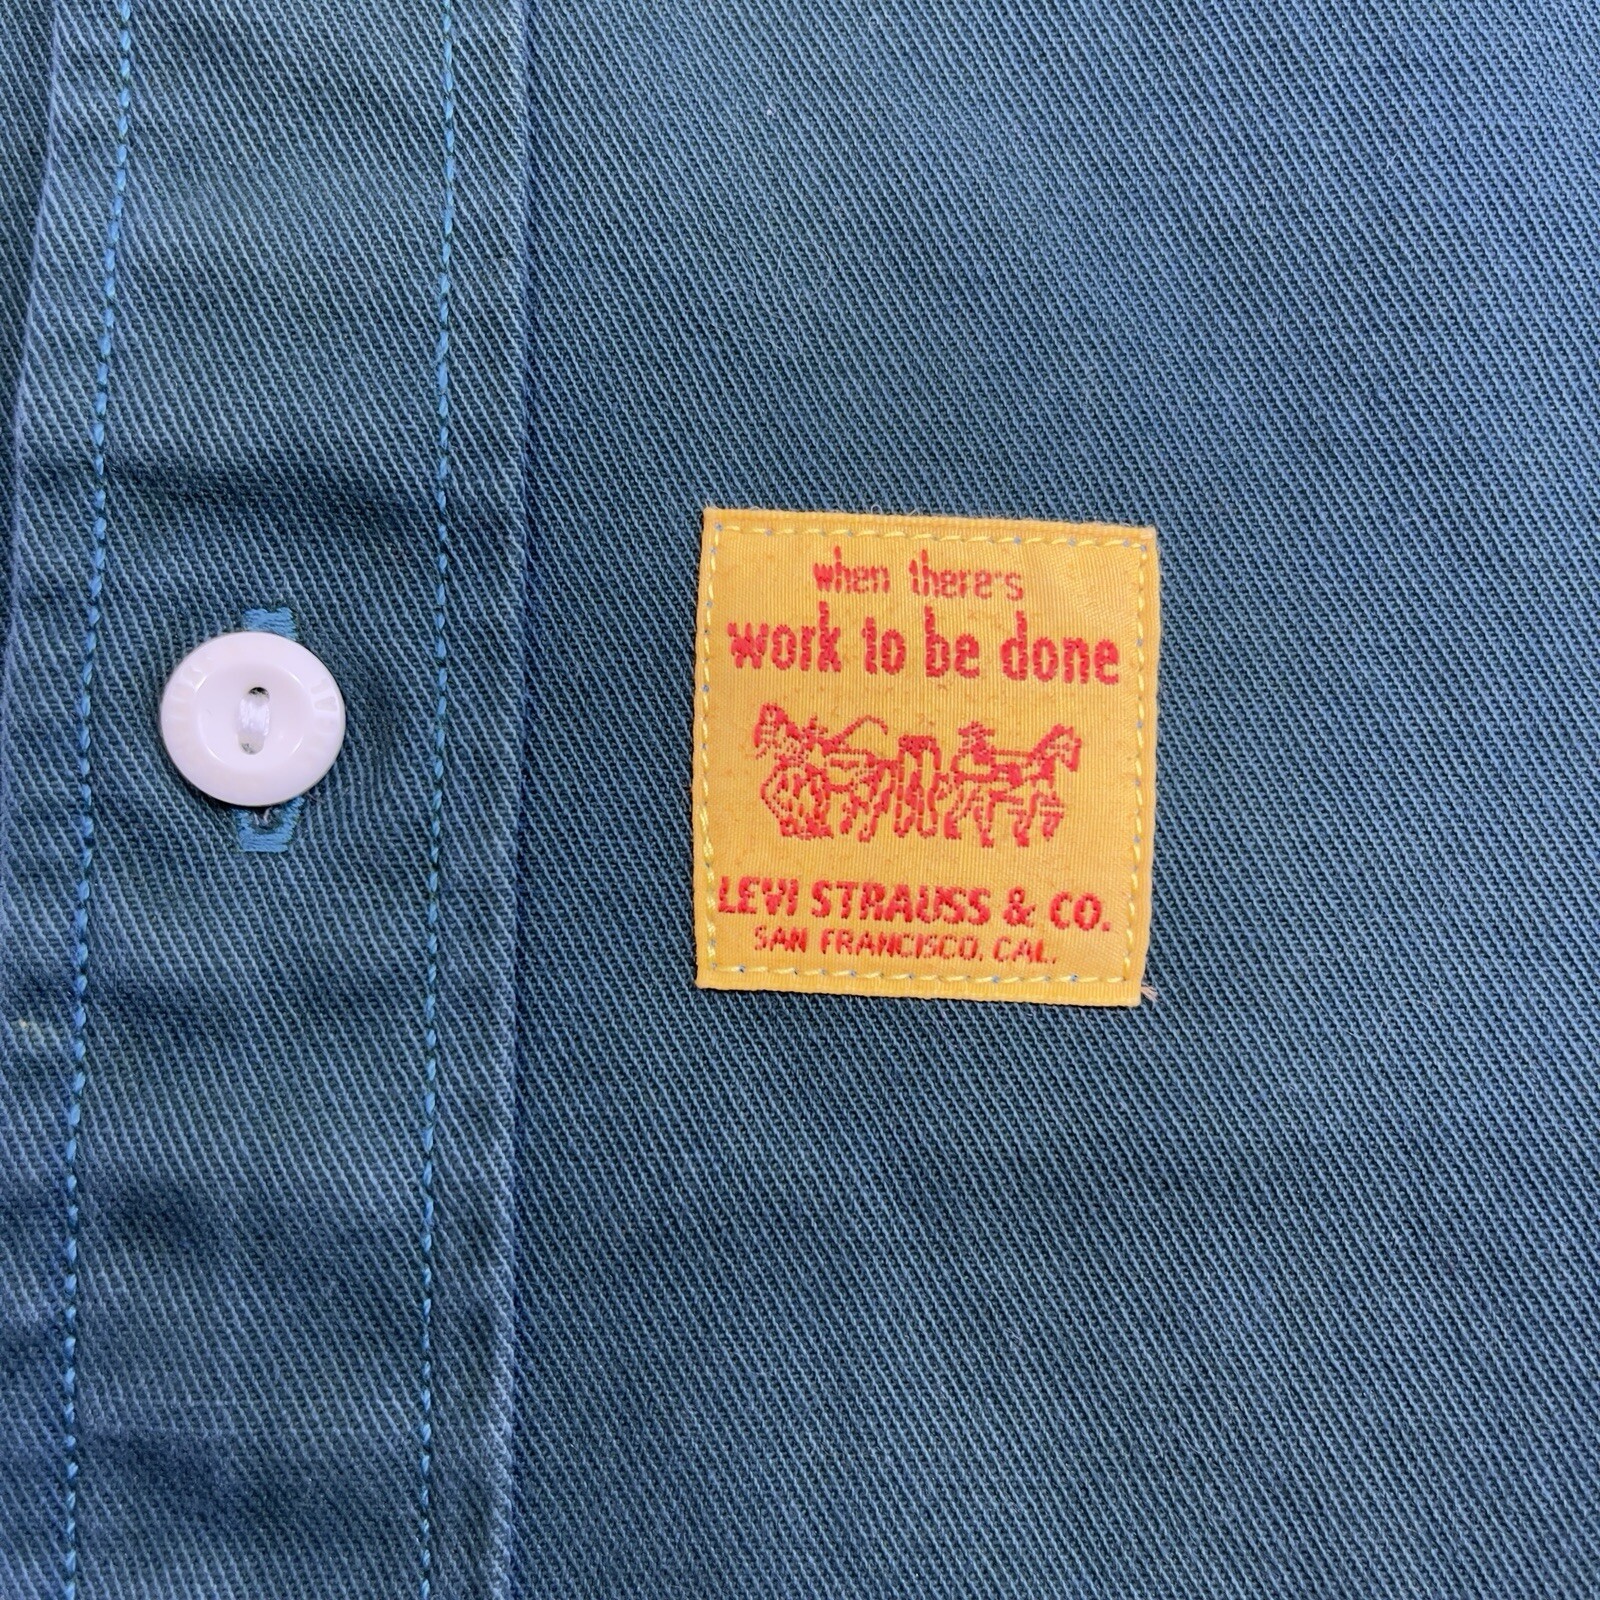 when there's
work to be done
LEVI STRAUSS & CO.
SAN FRANCISCO, CAL.